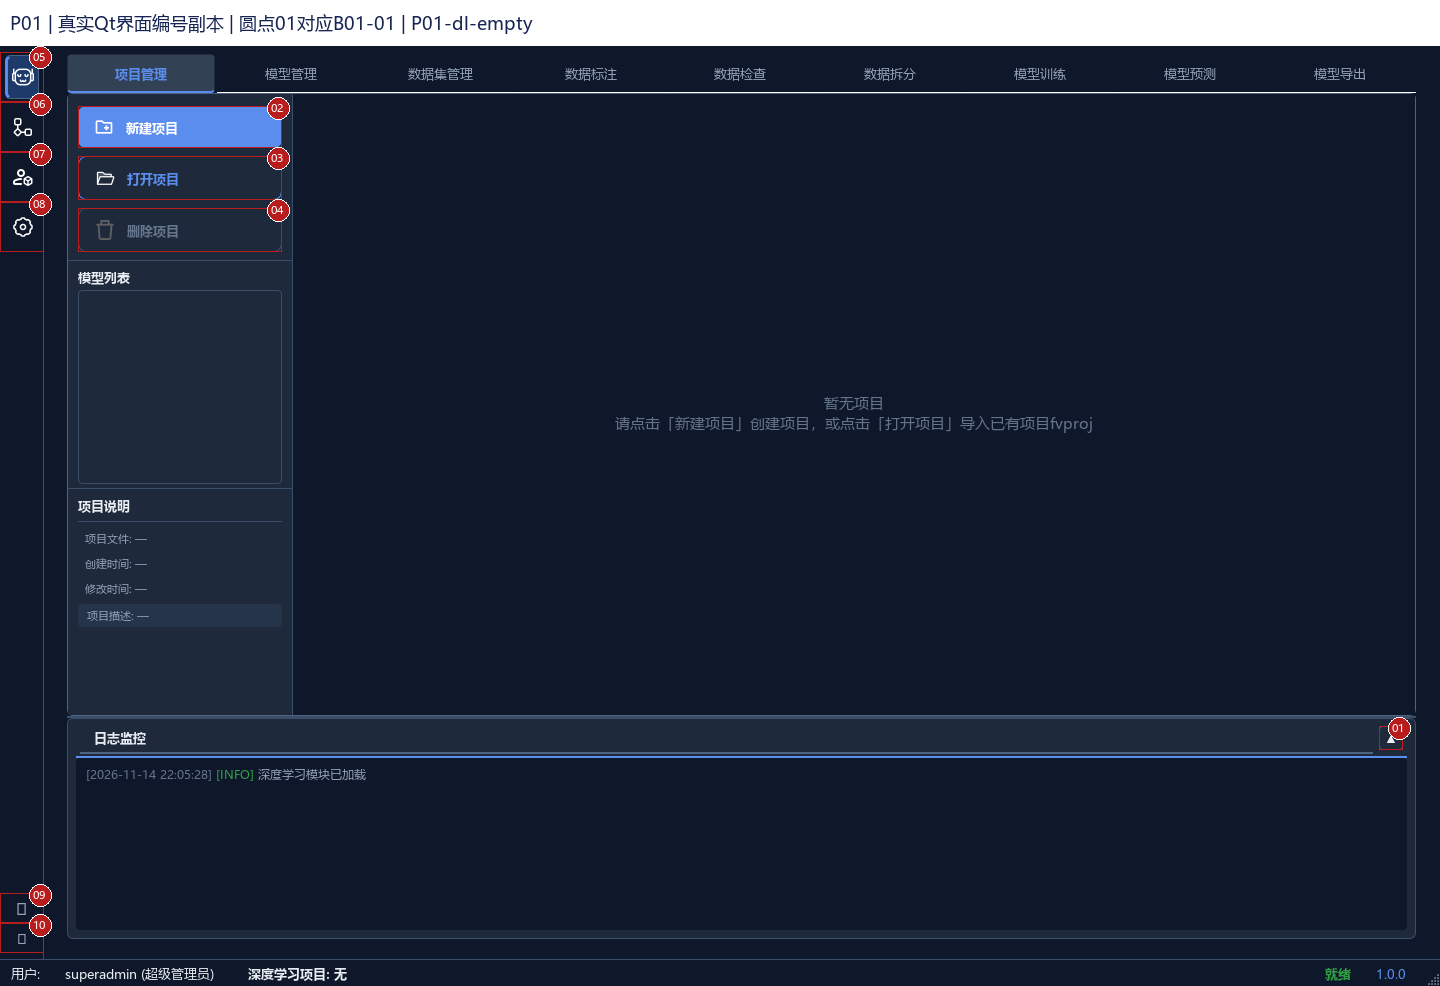 P01 | 真实Qt界面编号副本 | 圆点01对应B01-01 | P01-dl-empty
05
06
07
08
项目管理 模型管理 数据集管理 数据标注 数据检查 数据拆分 模型训练 模型预测 模型导出
02
新建项目
03
打开项目
04
删除项目
模型列表
暂无项目
请点击「新建项目」创建项目，或点击「打开项目」导入已有项目fvproj
项目说明
项目文件: —
创建时间: —
修改时间: —
项目描述: —
日志监控
01
[2026-11-14 22:05:28] [INFO] 深度学习模块已加载
09
10
用户: superadmin (超级管理员) 深度学习项目: 无 就绪 1.0.0